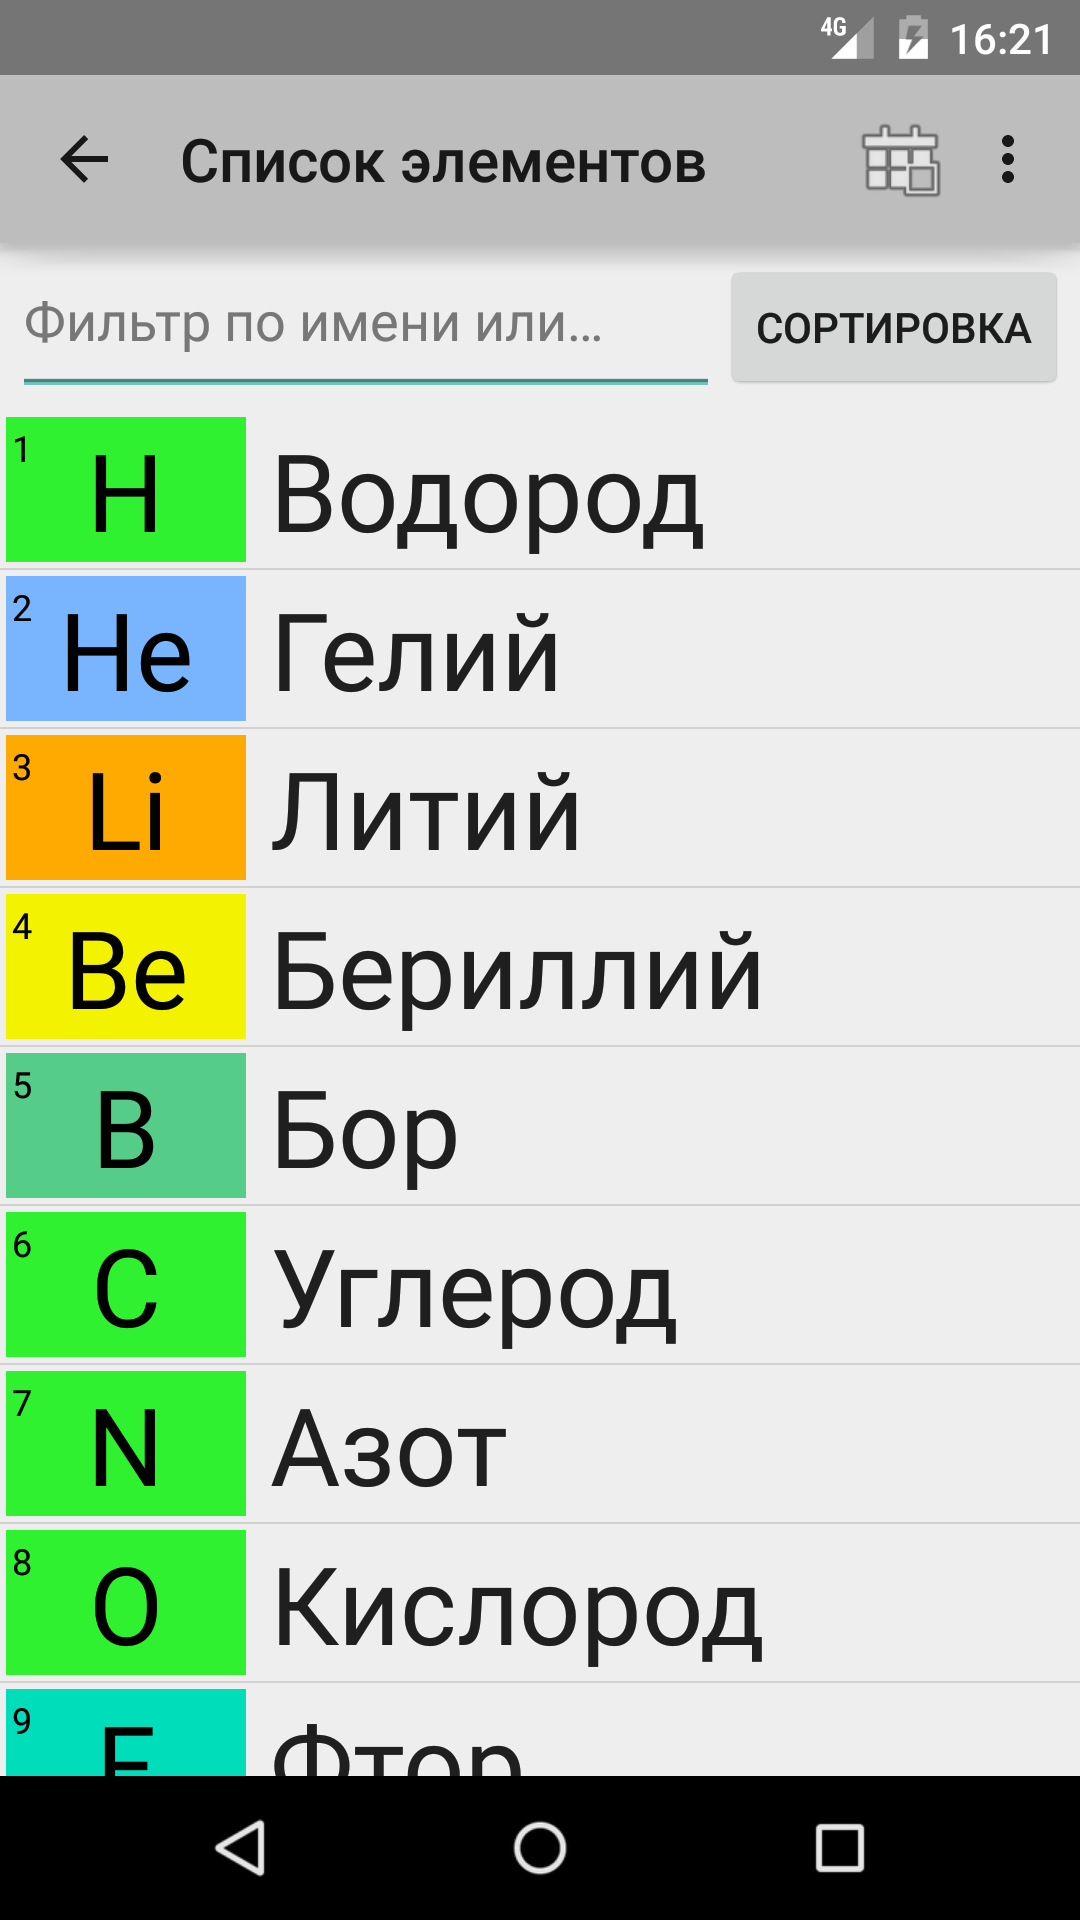 4G 16:21
Список элементов
Фильтр по имени или…
СОРТИРОВКА
1 H Водород
2 He Гелий
3 Li Литий
4 Be Бериллий
5 B Бор
6 C Углерод
7 N Азот
8 O Кислород
9 F Фтор